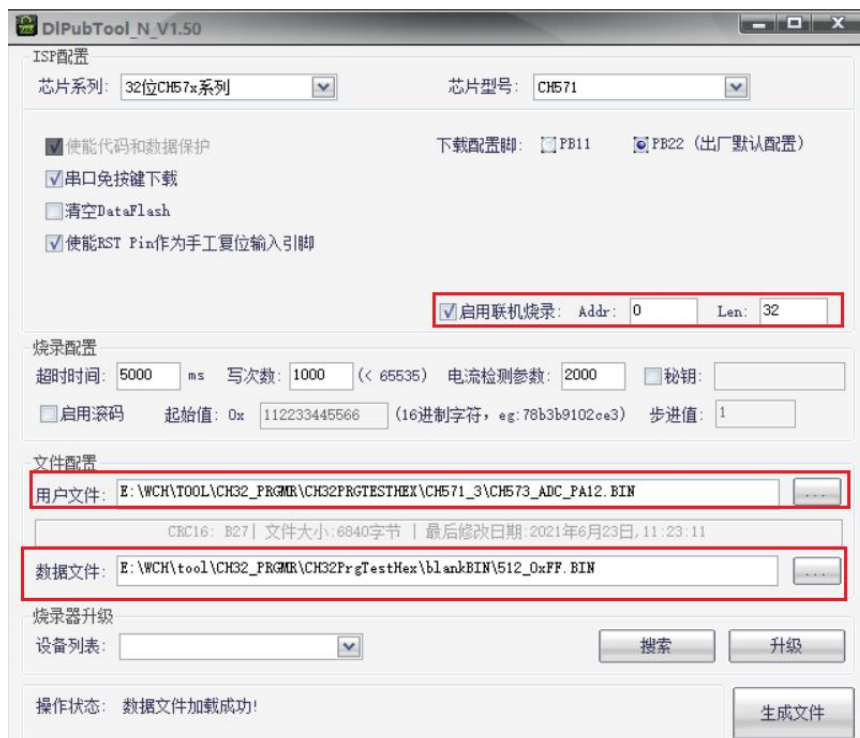 DlPubTool_N_V1.50
ISP配置
芯片系列: 32位CH57x系列 芯片型号: CH571
使能代码和数据保护 下载配置脚: PB11 PB22 (出厂默认配置)
串口免按键下载
清空DataFlash
使能RST Pin作为手工复位输入引脚
启用联机烧录: Addr: 0 Len: 32
烧录配置
超时时间: 5000 ms 写次数: 1000 (< 65535) 电流检测参数: 2000 秘钥:
启用滚码 起始值: 0x 112233445566 (16进制字符, eg:78b3b9102ce3) 步进值: 1
文件配置
用户文件: E:\WCH\TOOL\CH32_PRGMR\CH32PRGTESTHEX\CH571_3\CH573_ADC_PA12.BIN ...
CRC16: B27| 文件大小:6840字节 | 最后修改日期:2021年6月23日,11:23:11
数据文件: E:\WCH\tool\CH32_PRGMR\CH32PrgTestHex\blankBIN\512_0xFF.BIN ...
烧录器升级
设备列表: 搜索 升级
操作状态: 数据文件加载成功! 生成文件